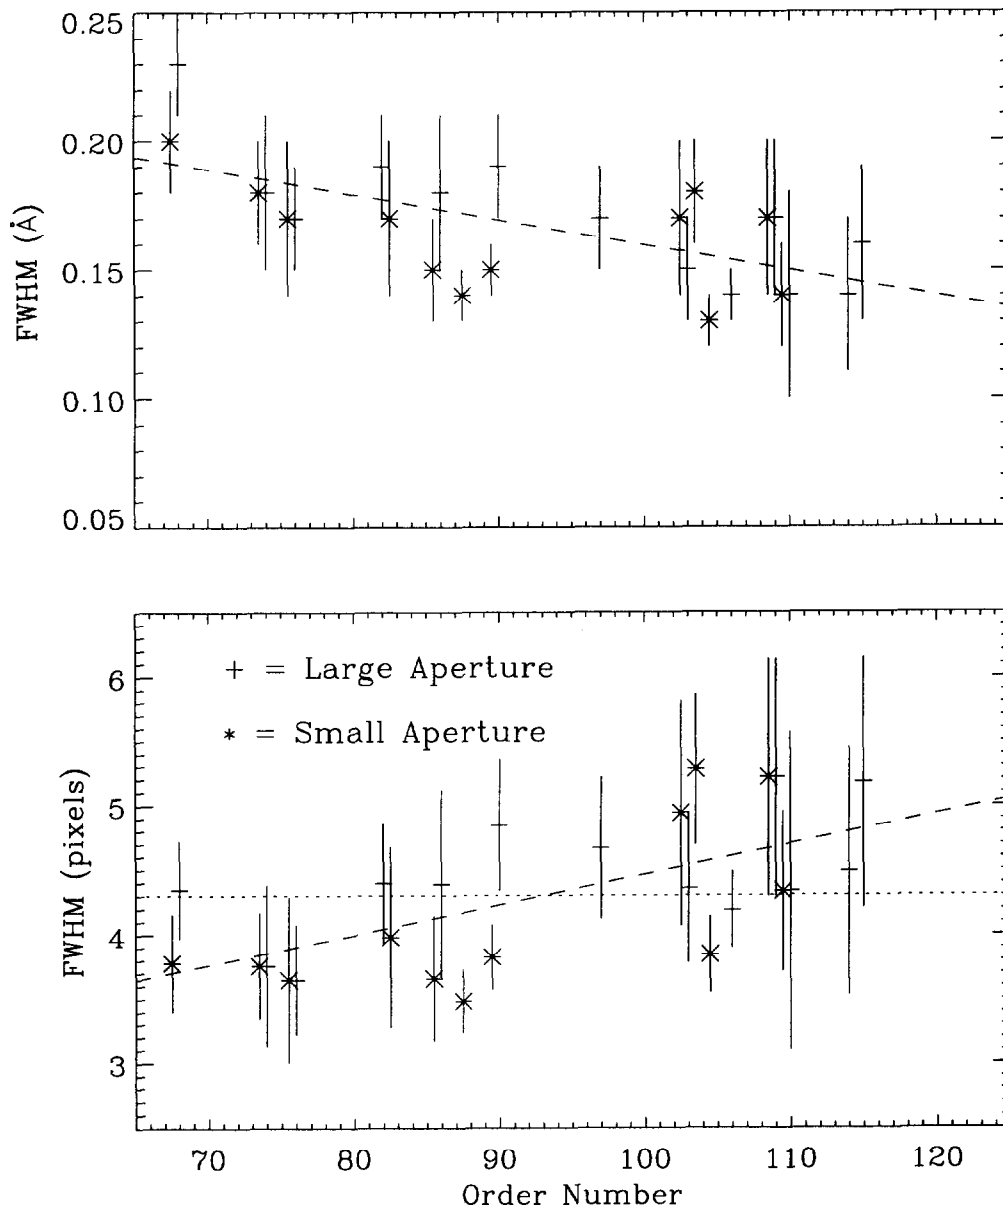 0.25
0.20
0.15
0.10
0.05
FWHM (Å)
+ = Large Aperture
* = Small Aperture
6
5
4
3
FWHM (pixels)
70 80 90 100 110 120
Order Number